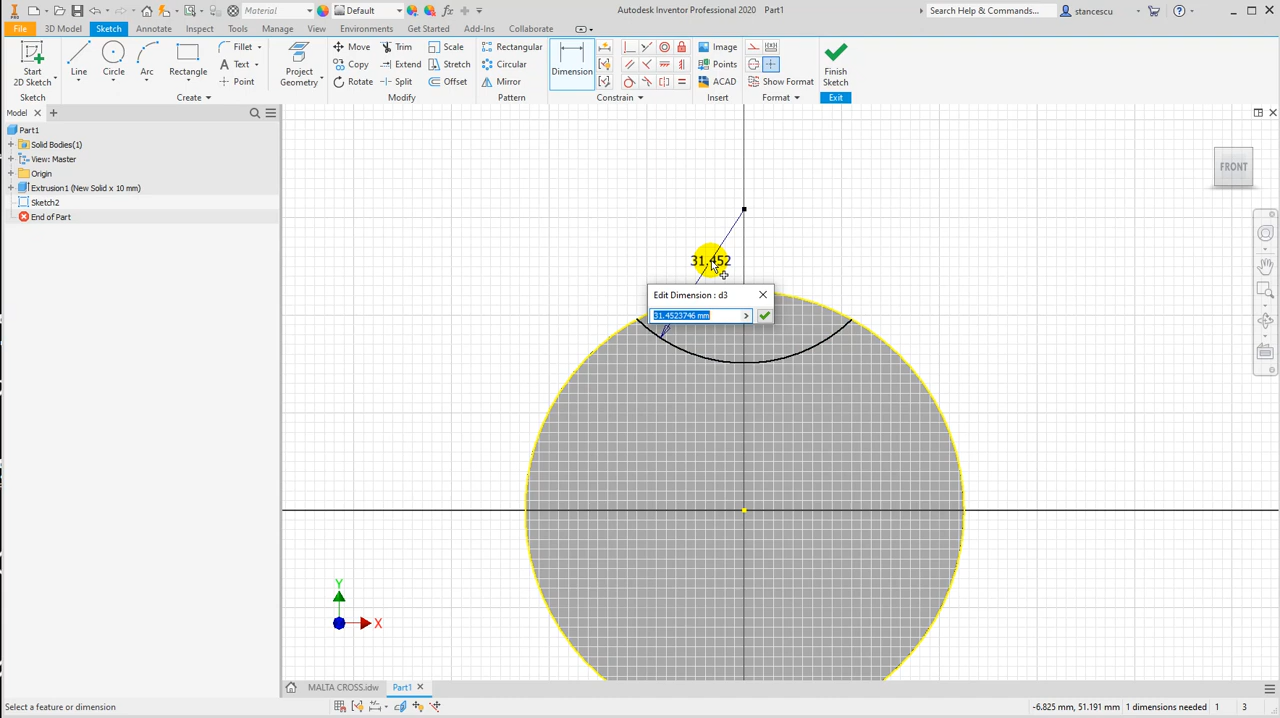 PRO
Material
Default
Autodesk Inventor Professional 2020 Part1
Search Help & Commands...
stancescu
File 3D Model Sketch Annotate Inspect Tools Manage View Environments Get Started Add-Ins Collaborate
Start
2D Sketch
Line
Circle
Arc
Rectangle
Fillet
Text
Point
Project
Geometry
Move
Copy
Rotate
Trim
Extend
Split
Scale
Stretch
Offset
Rectangular
Circular
Mirror
Dimension
Image
Points
ACAD
Show Format
Finish
Sketch
Sketch
Create
Modify
Pattern
Constrain
Insert
Format
Exit
Model
Part1
Solid Bodies(1)
View: Master
Origin
Extrusion1 (New Solid x 10 mm)
Sketch2
End of Part
FRONT
31.452
Edit Dimension : d3
31.4523746 mm
Y
X
MALTA CROSS.idw
Part1
Select a feature or dimension
-6.825 mm, 51.191 mm 1 dimensions needed 1 3